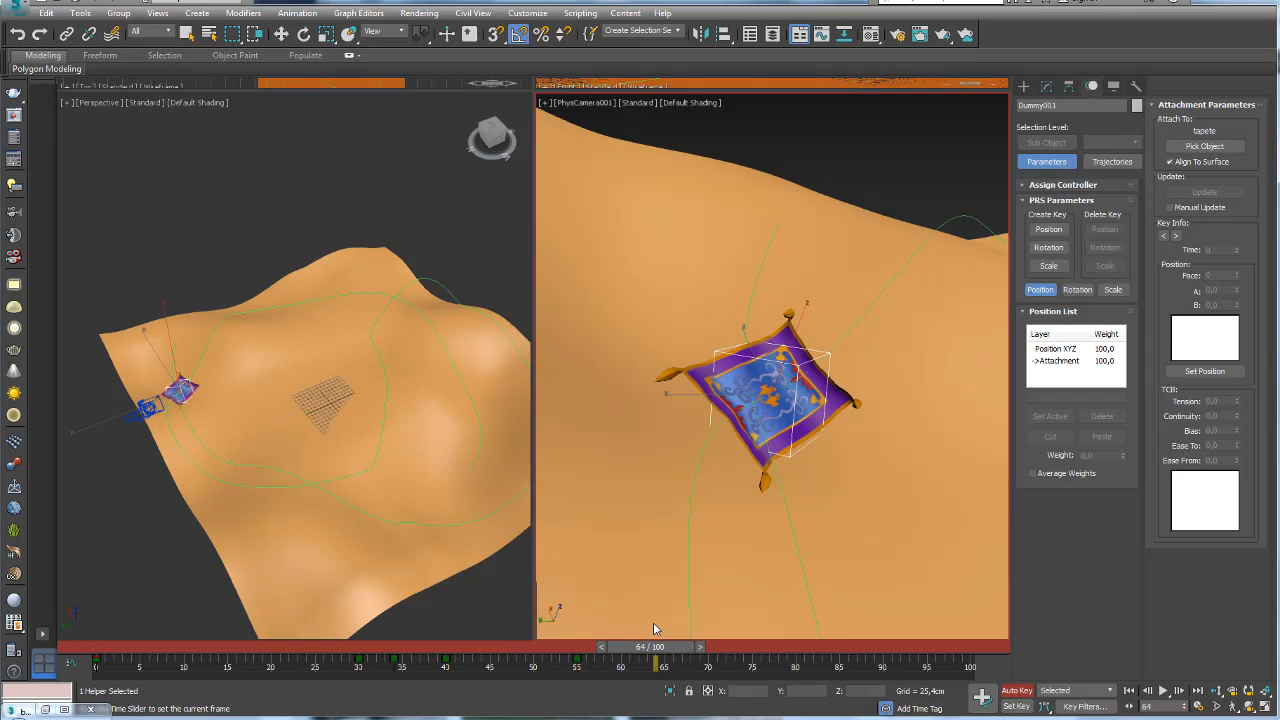 Edit Tools Group Views Create Modifiers Animation Graph Editors Rendering Civil View Customize Scripting Content Help
All View Create Selection Se
Modeling Freeform Selection Object Paint Populate
Polygon Modeling
[+] [Top] [Standard] [Wireframe] [+] [Front] [Standard] [Wireframe]
[+] [Perspective] [Standard] [Default Shading] [+] [PhysCamera001] [Standard] [Default Shading]
Dummy001
Selection Level:
Sub-Object
Parameters Trajectories
Assign Controller
PRS Parameters
Create Key Delete Key
Position Position
Rotation Rotation
Scale Scale
Position Rotation Scale
Position List
Layer Weight
Position XYZ 100,0
->Attachment 100,0
Set Active Delete
Cut Paste
Weight: 0,0
Average Weights
Attachment Parameters
Attach To:
tapete
Pick Object
Align To Surface
Update:
Update
Manual Update
Key Info:
< >
Time: 0
Position:
Face: 0
A: 0,0
B: 0,0
Set Position
TCB:
Tension: 0,0
Continuity: 0,0
Bias: 0,0
Ease To: 0,0
Ease From: 0,0
z
x
z
y
x
< 64 / 100 >
0 5 10 15 20 25 30 35 40 45 50 55 60 65 70 75 80 85 90 95 100
1 Helper Selected X: Y: Z: Grid = 25,4cm Auto Key Selected
Time Slider to set the current frame Add Time Tag Set Key Key Filters... 64